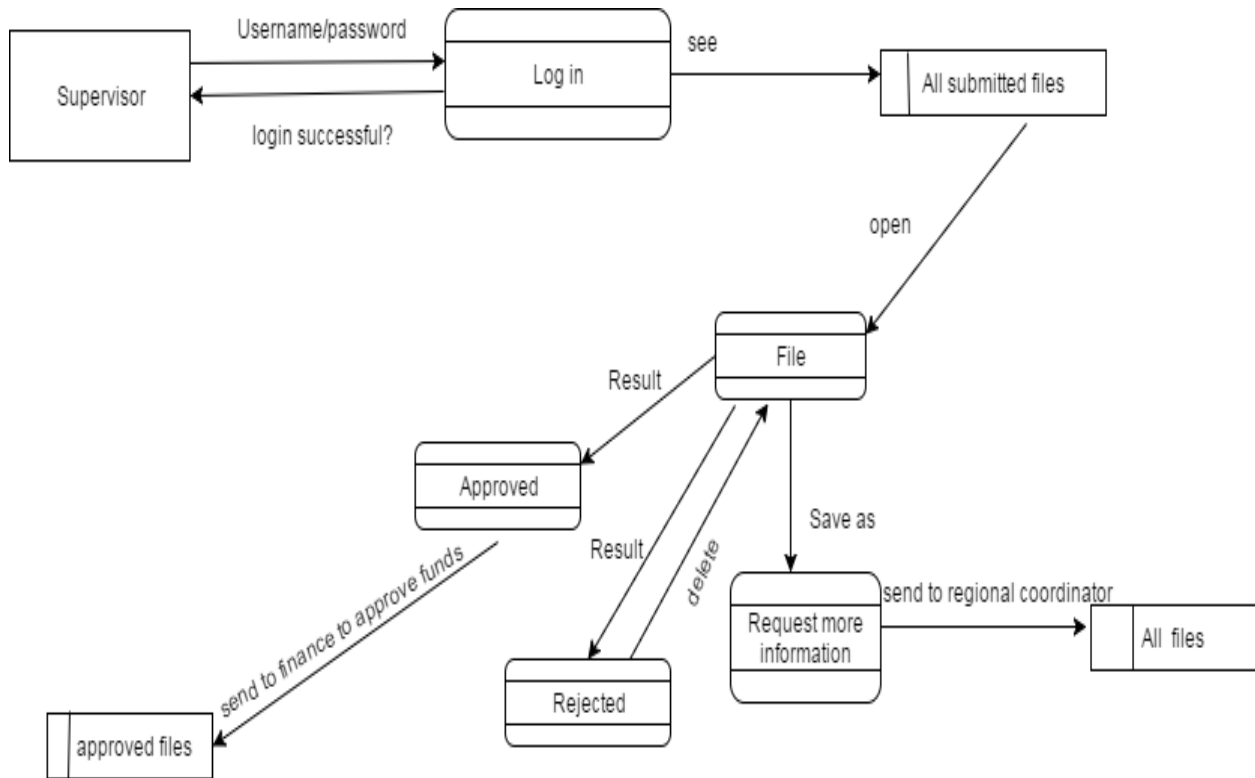 Username/password
see
Supervisor
Log in
All submitted files
login successful?
open
File
Result
Approved
Save as
Result
delete
send to finance to approve funds
send to regional coordinator
Request more
information
All files
Rejected
approved files